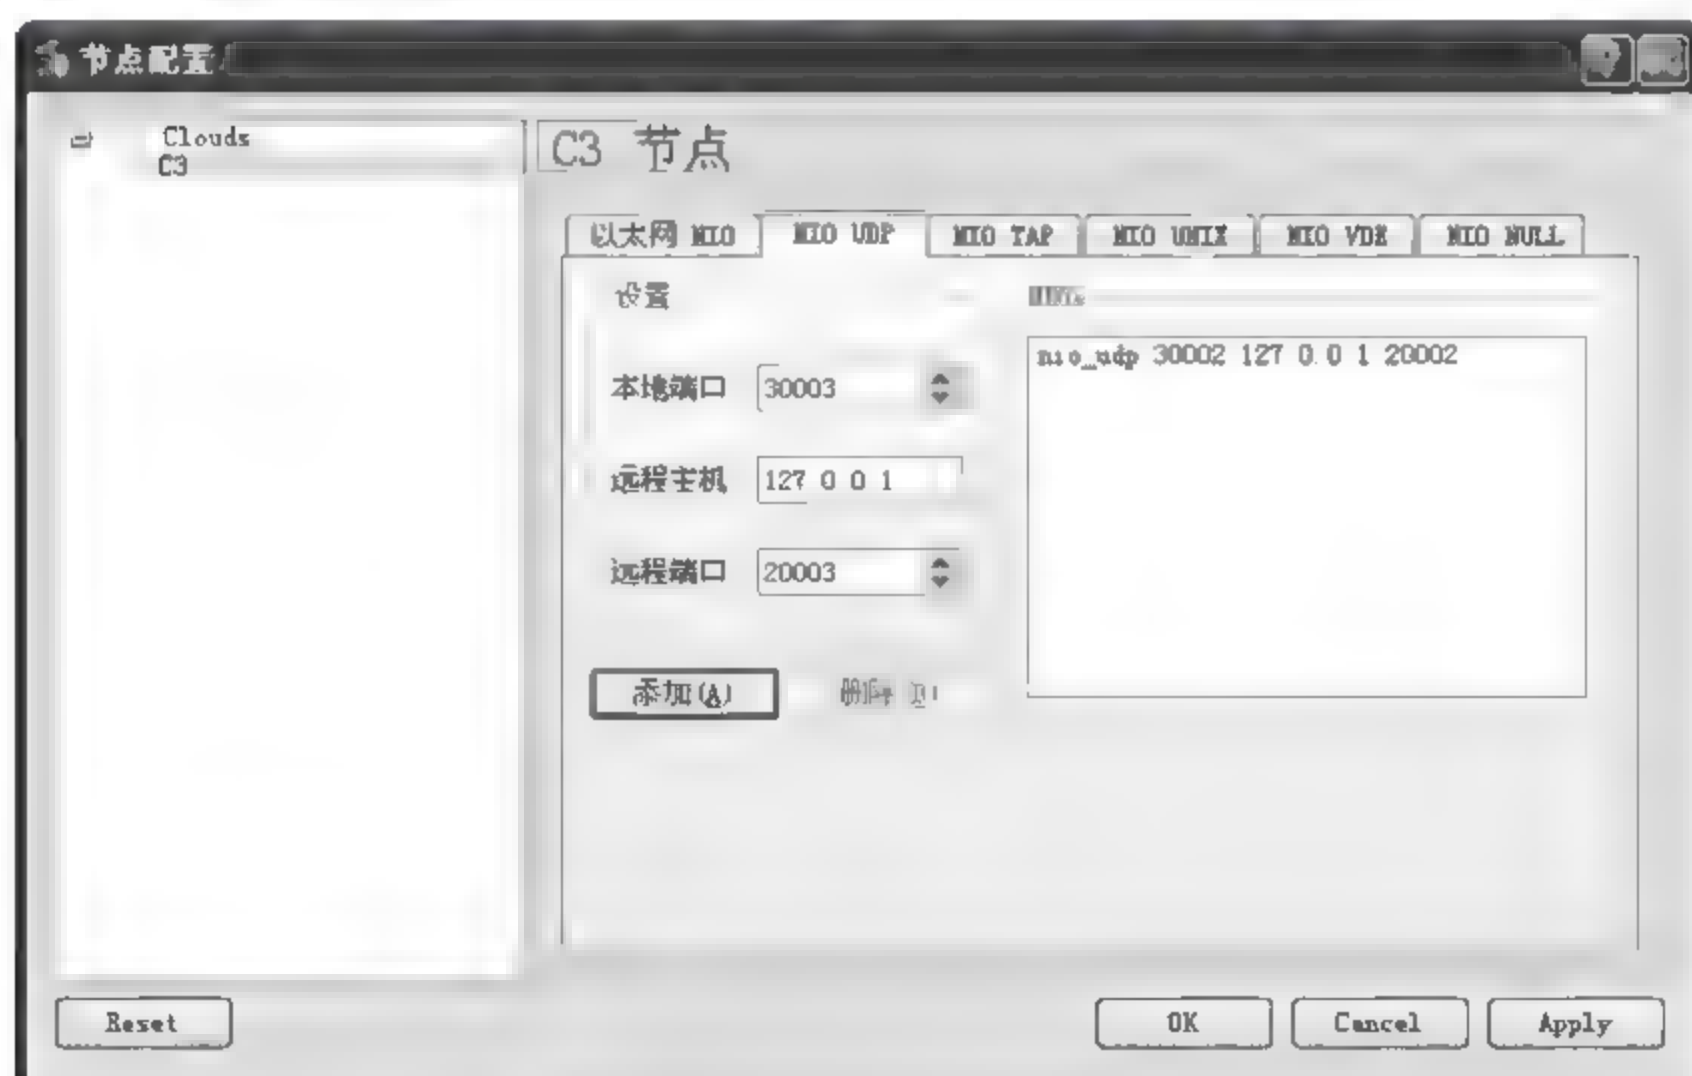 节点配置
Clouds
C3
C3 节点
以太网 NIO
NIO UDP
NIO TAP
NIO UNIX
NIO VDE
NIO NULL
设置
本地端口 30003
远程主机 127 0 0 1
远程端口 20003
添加(A)
删除 (D)
nio_udp 30002 127 0.0 1 20002
Reset
OK
Cancel
Apply